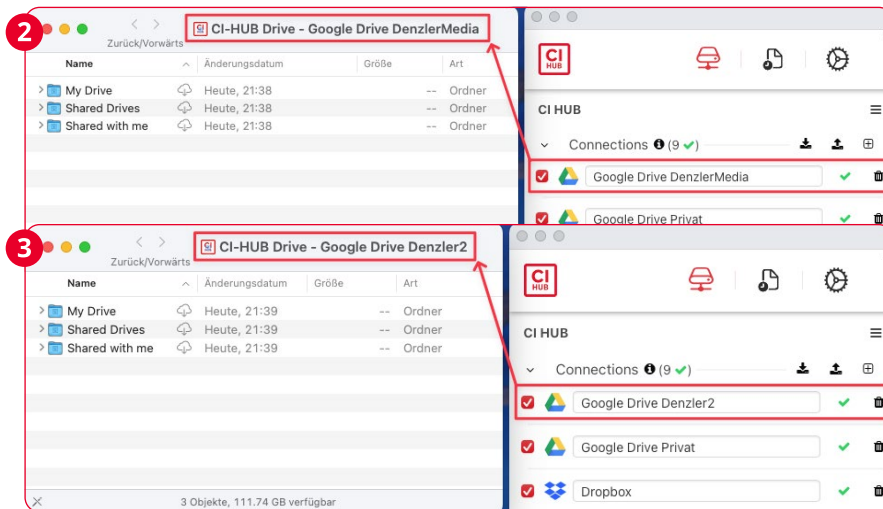 2
CI-HUB Drive - Google Drive DenzlerMedia
Zurück/Vorwärts
Name Änderungsdatum Größe Art
My Drive Heute, 21:38 -- Ordner
Shared Drives Heute, 21:38 -- Ordner
Shared with me Heute, 21:38 -- Ordner
CI
HUB
CI HUB
Connections (9 ✓)
Google Drive DenzlerMedia
Google Drive Privat
3
CI-HUB Drive - Google Drive Denzler2
Zurück/Vorwärts
Name Änderungsdatum Größe Art
My Drive Heute, 21:39 -- Ordner
Shared Drives Heute, 21:39 -- Ordner
Shared with me Heute, 21:39 -- Ordner
3 Objekte, 111.74 GB verfügbar
CI
HUB
CI HUB
Connections (9 ✓)
Google Drive Denzler2
Google Drive Privat
Dropbox